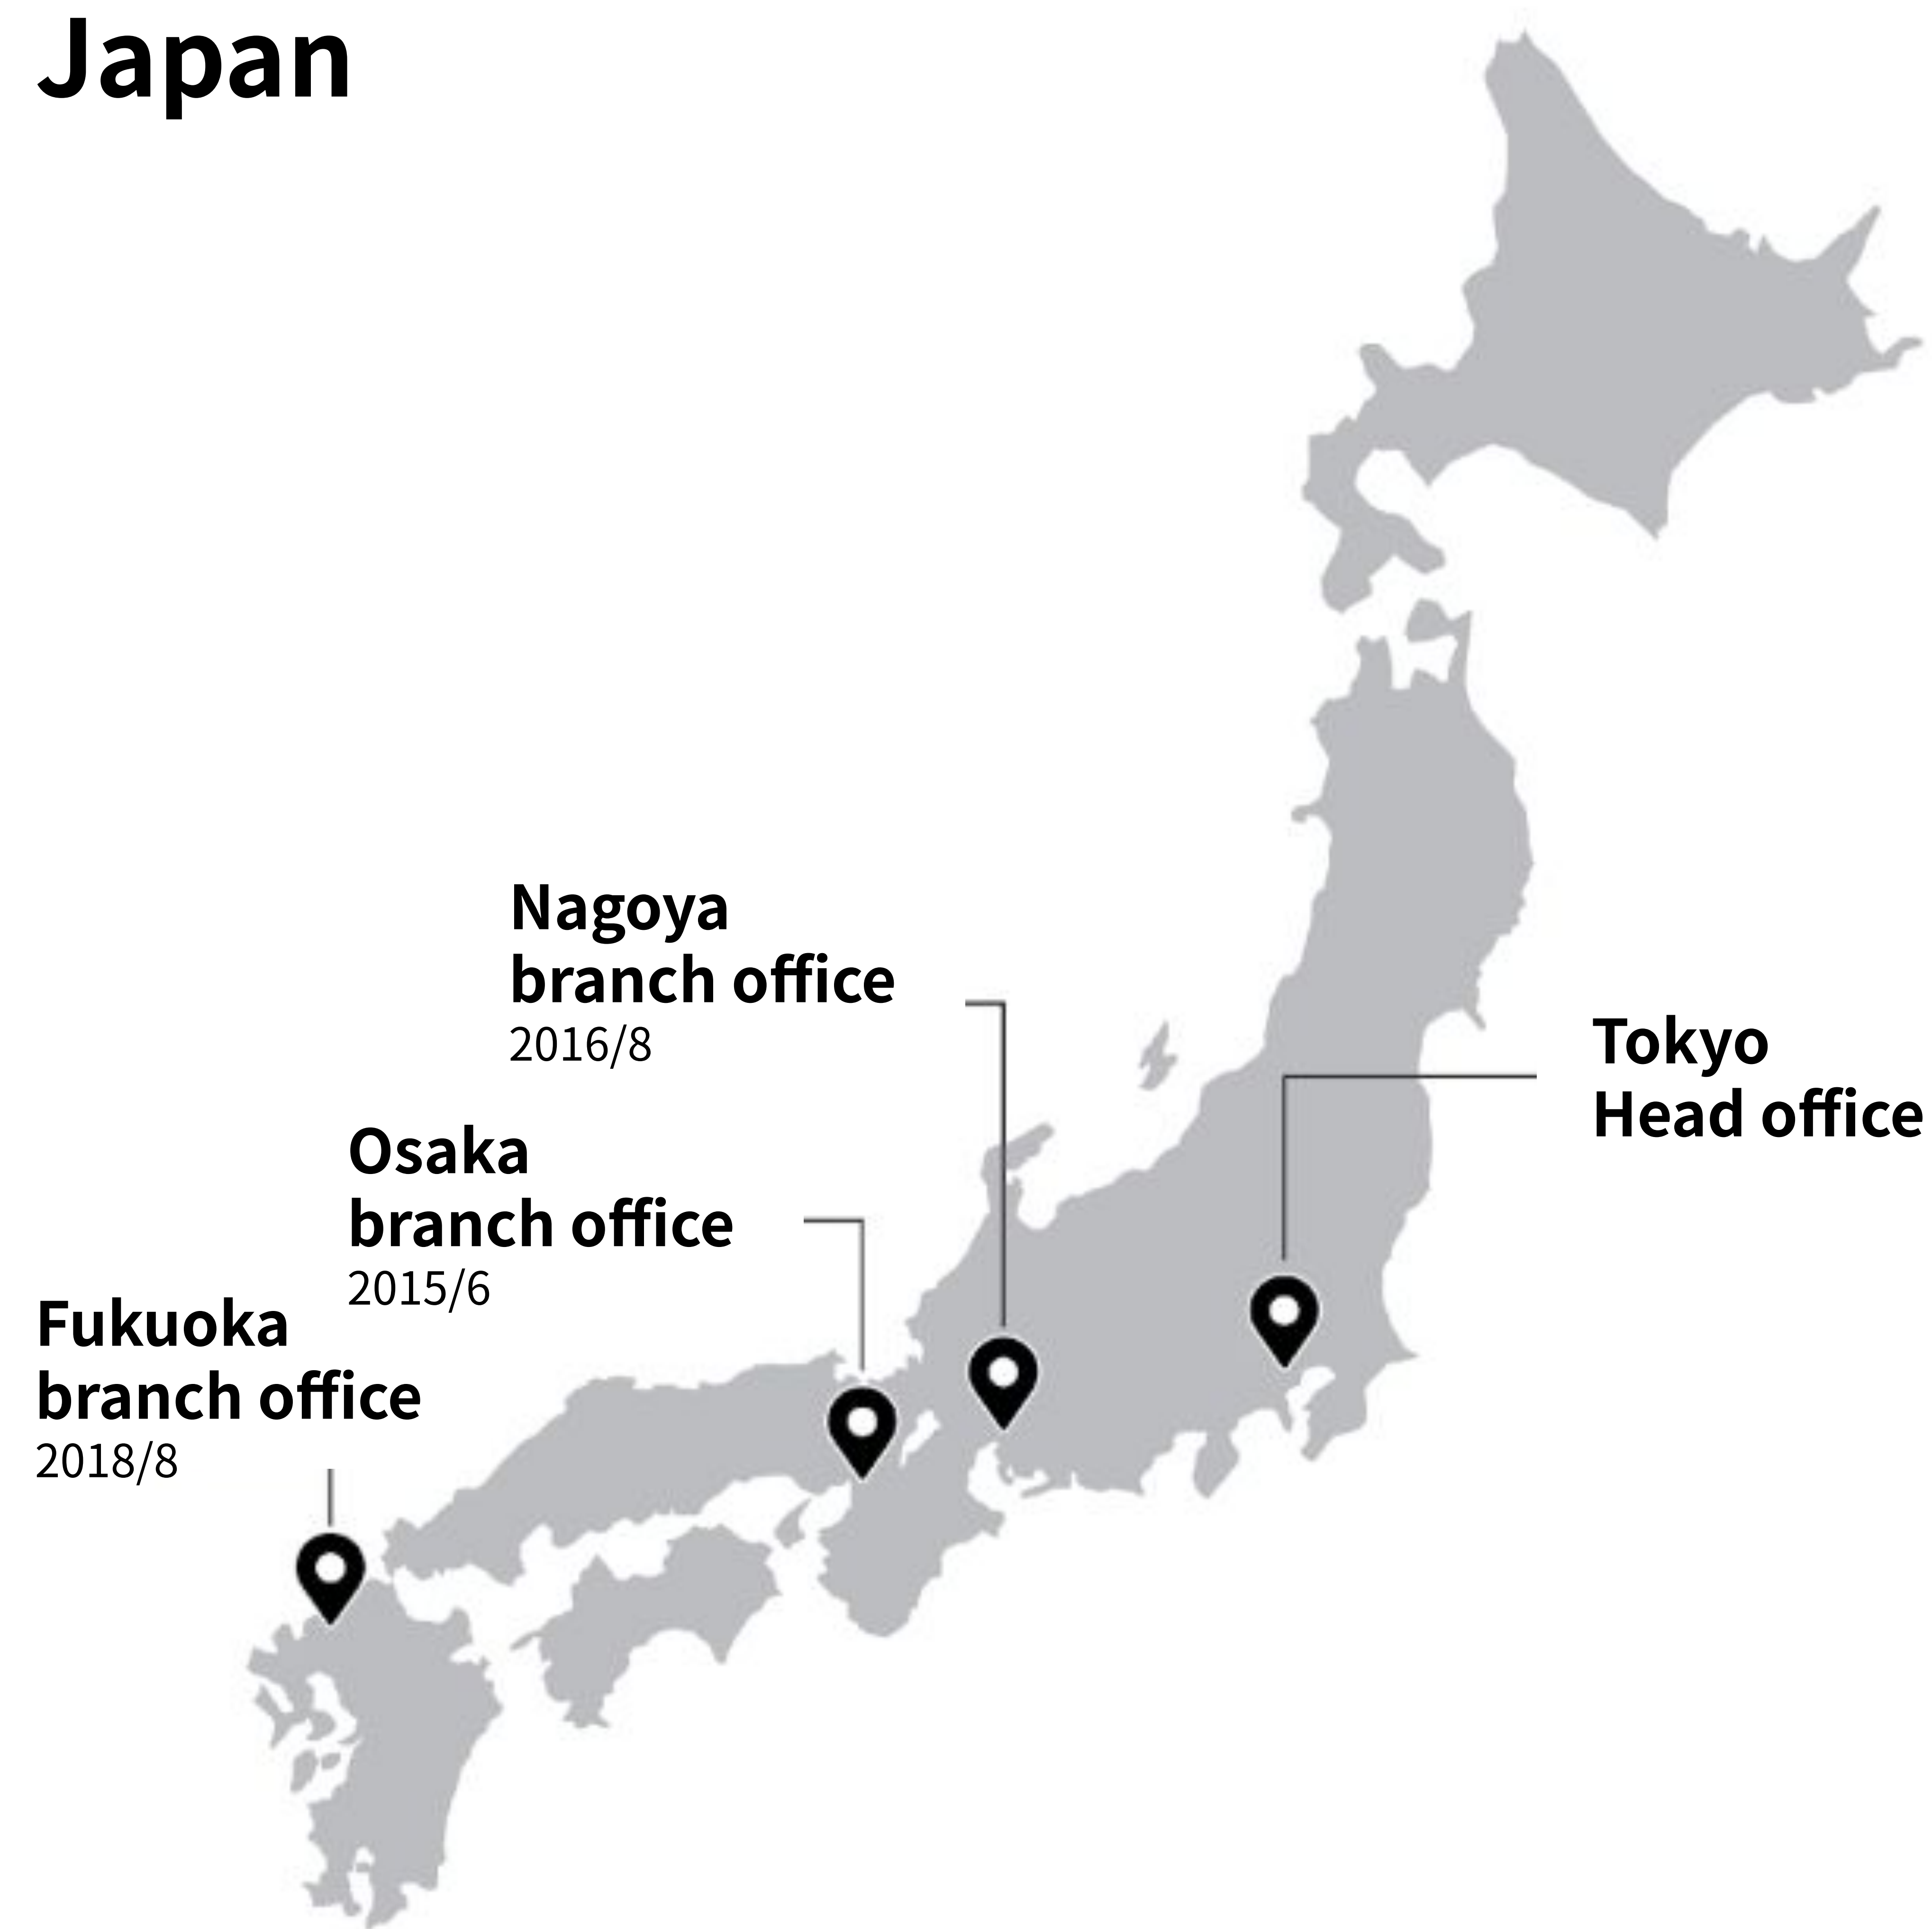 Japan
Nagoya
branch office
2016/8
Tokyo
Head office
Osaka
branch office
2015/6
Fukuoka
branch office
2018/8